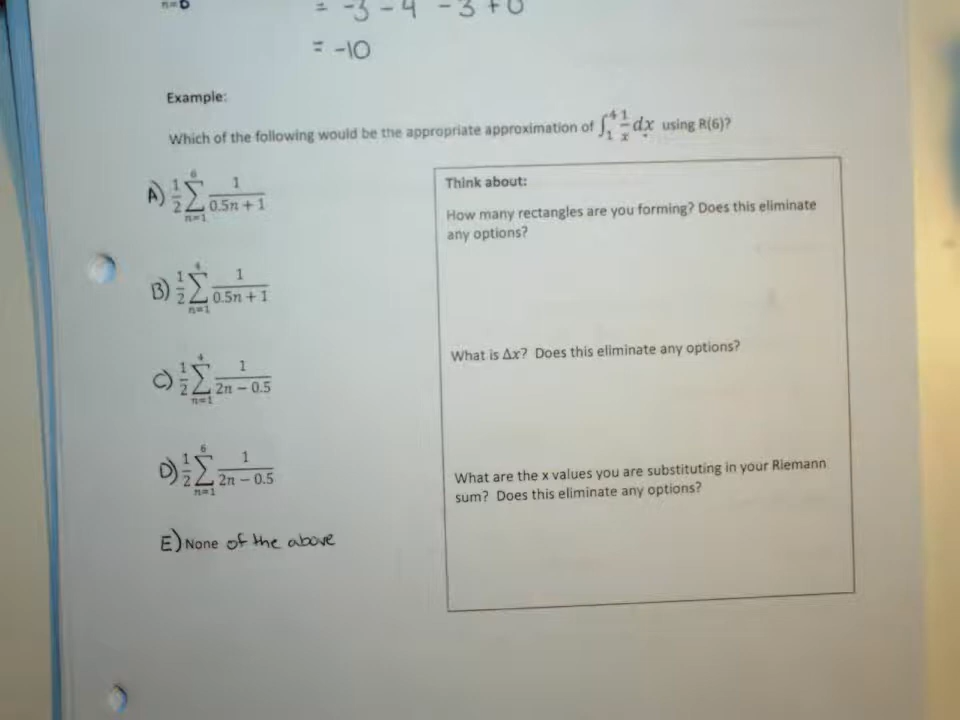 n=0
= -3 - 4 - 3 + 0
= -10
Example:
Which of the following would be the appropriate approximation of ∫₁⁴ 1/x dx using R(6)?
A) 1/2 ∑_{n=1}^{6} 1/(0.5n + 1)
B) 1/2 ∑_{n=1}^{4} 1/(0.5n + 1)
C) 1/2 ∑_{n=1}^{4} 1/(2n − 0.5)
D) 1/2 ∑_{n=1}^{6} 1/(2n − 0.5)
E) None of the above
Think about:
How many rectangles are you forming? Does this eliminate
any options?
What is Δx? Does this eliminate any options?
What are the x values you are substituting in your Riemann
sum? Does this eliminate any options?